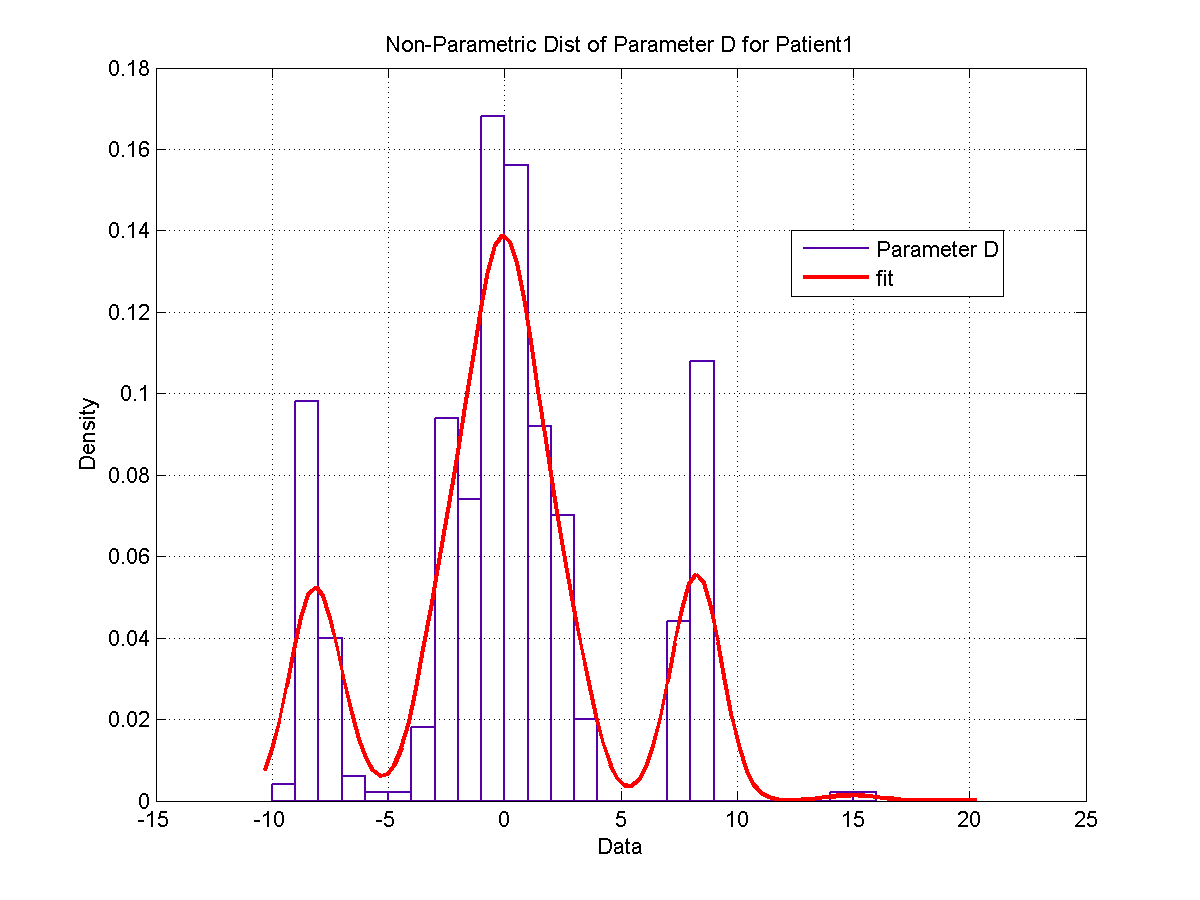 Non-Parametric Dist of Parameter D for Patient1
0.18
0.16
0.14
0.12
0.1
0.08
0.06
0.04
0.02
0
Density
Parameter D
fit
-15 -10 -5 0 5 10 15 20 25
Data